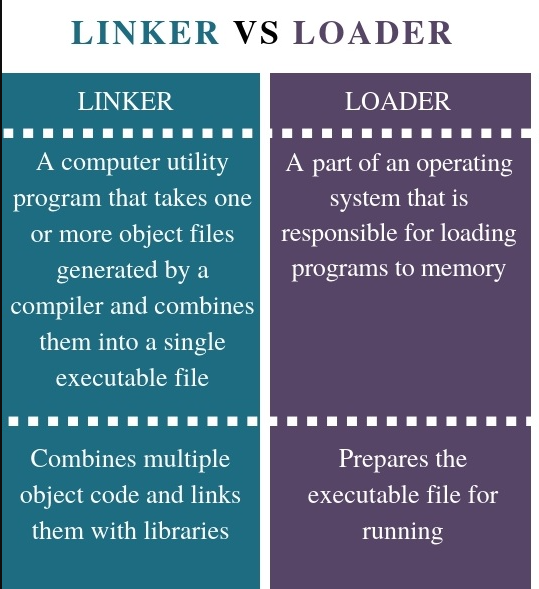 LINKER VS LOADER
LINKER
A computer utility
program that takes one
or more object files
generated by a
compiler and combines
them into a single
executable file
Combines multiple
object code and links
them with libraries
LOADER
A part of an operating
system that is
responsible for loading
programs to memory
Prepares the
executable file for
running